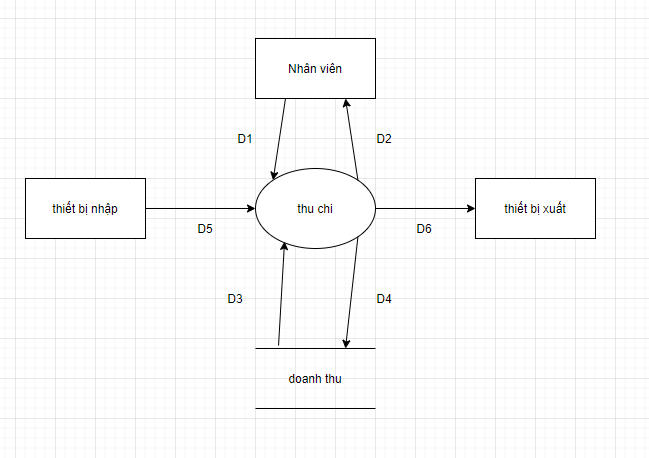 Nhân viên
D1
D2
thiết bị nhập
thu chi
thiết bị xuất
D5
D6
D3
D4
doanh thu